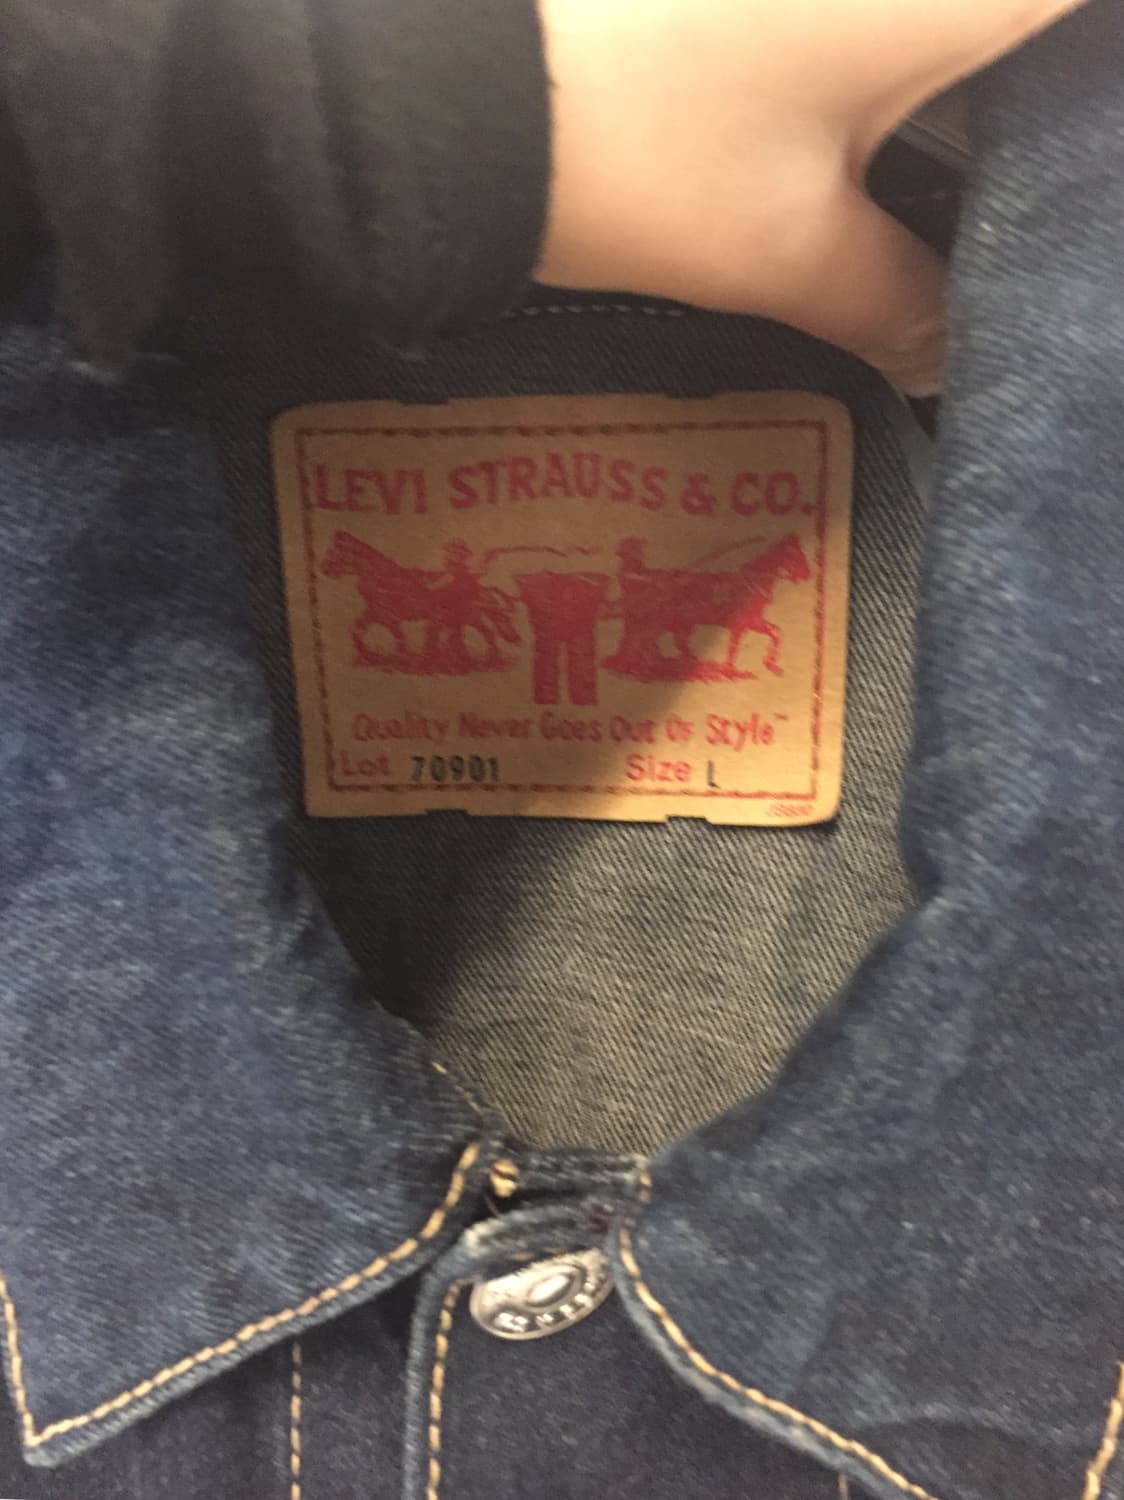 LEVI STRAUSS & CO.
Quality Never Goes Out Of Style™
Lot 70901 Size L